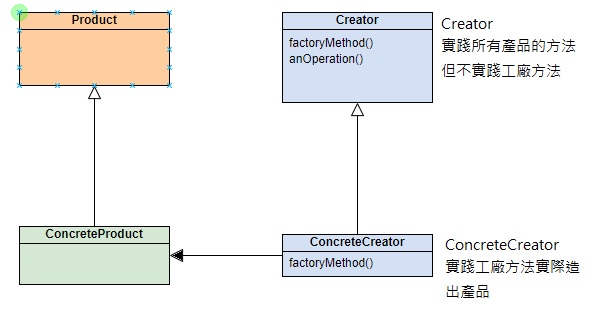 Product
Creator
factoryMethod()
anOperation()
Creator
實踐所有產品的方法
但不實踐工廠方法
ConcreteProduct
ConcreteCreator
factoryMethod()
ConcreteCreator
實踐工廠方法實際造
出產品